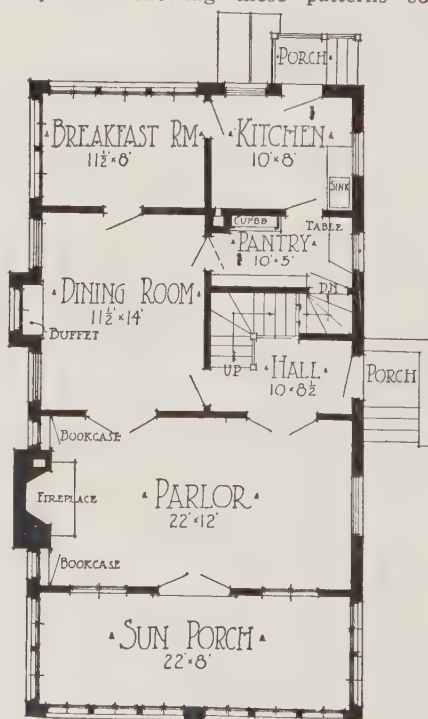 these patterns
PORCH
BREAKFAST RM
11½'×8'
KITCHEN
10'×8'
SINK
CUPBD
TABLE
PANTRY
10'×5'
DINING ROOM
11½'×14'
DN
BUFFET
UP
HALL
10×8½
PORCH
BOOKCASE
FIREPLACE
PARLOR
22'×12'
BOOKCASE
SUN PORCH
22'×8'